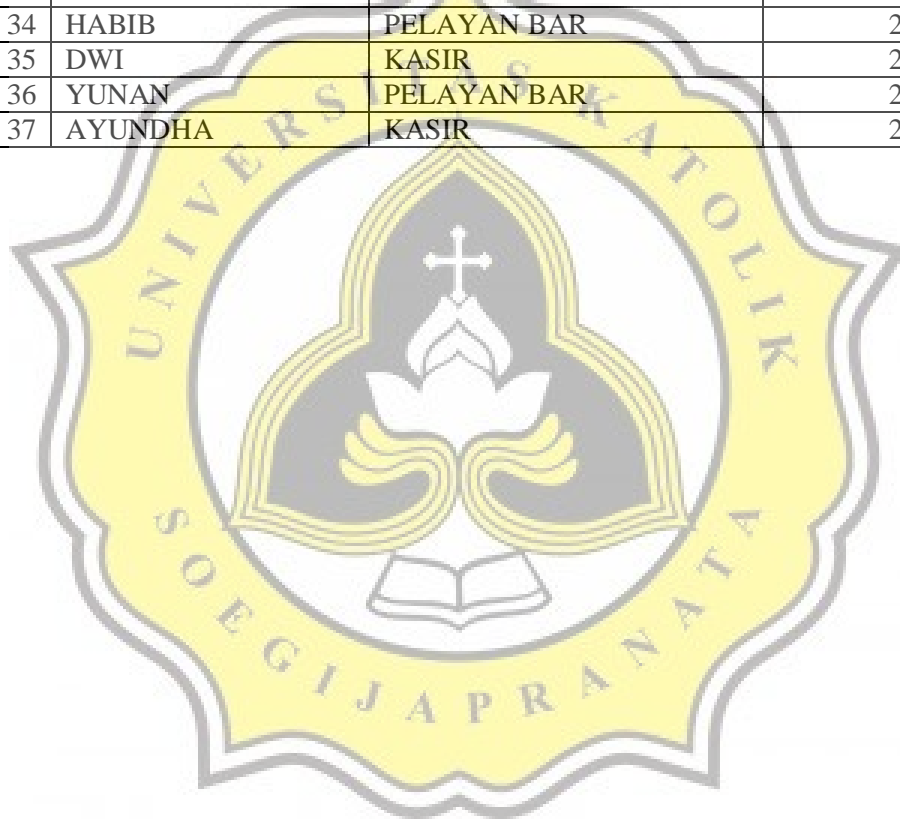 34 HABIB PELAYAN BAR 2
35 DWI KASIR 2
36 YUNAN PELAYAN BAR 2
37 AYUNDHA KASIR 2
UNIVERSITAS KATOLIK
SOEGIJAPRANATA